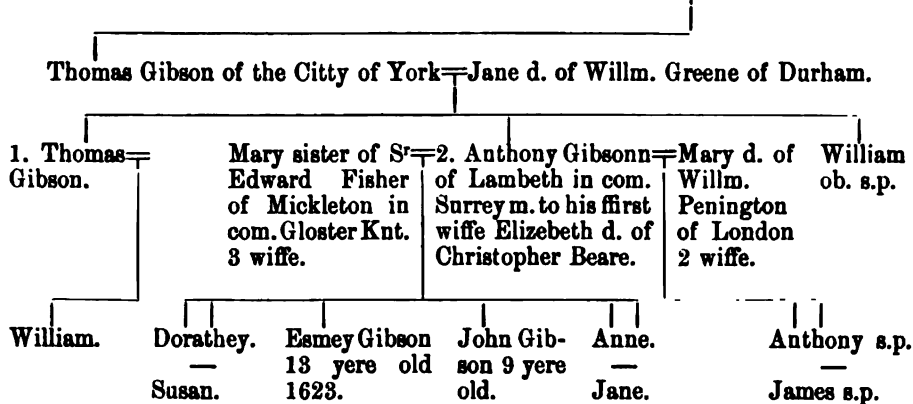 Thomas Gibson of the Citty of York=Jane d. of Willm. Greene of Durham.
1. Thomas=
Gibson.
Mary sister of Sr=
Edward Fisher
of Mickleton in
com. Gloster Knt.
3 wiffe.
2. Anthony Gibsonn=
of Lambeth in com.
Surrey m. to his ffirst
wiffe Elizebeth d. of
Christopher Beare.
Mary d. of
Willm.
Penington
of London
2 wiffe.
William
ob. s.p.
William.
Dorathey.
—
Susan.
Esmey Gibson
13 yere old
1623.
John Gib-
son 9 yere
old.
Anne.
—
Jane.
Anthony s.p.
—
James s.p.